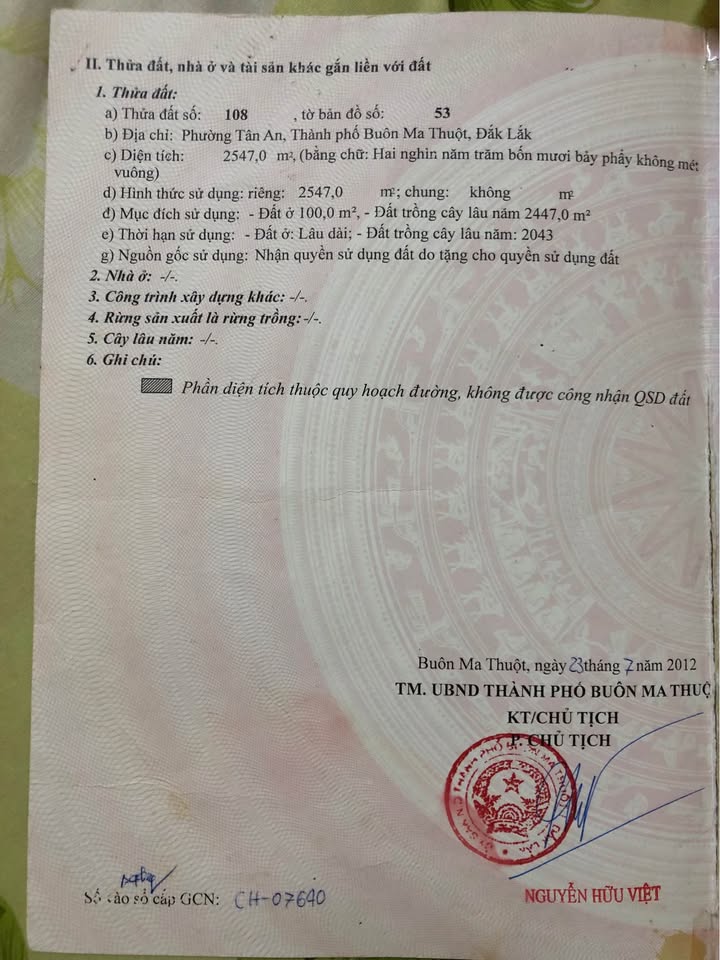 II. Thửa đất, nhà ở và tài sản khác gắn liền với đất
1. Thửa đất:
a) Thửa đất số: 108 , tờ bản đồ số: 53
b) Địa chỉ: Phường Tân An, Thành phố Buôn Ma Thuột, Đắk Lắk
c) Diện tích: 2547,0 m², (bằng chữ: Hai nghìn năm trăm bốn mươi bảy phẩy không mét
vuông)
d) Hình thức sử dụng: riêng: 2547,0 m²; chung: không m²
đ) Mục đích sử dụng: - Đất ở 100,0 m², - Đất trồng cây lâu năm 2447,0 m²
e) Thời hạn sử dụng: - Đất ở: Lâu dài; - Đất trồng cây lâu năm: 2043
g) Nguồn gốc sử dụng: Nhận quyền sử dụng đất do tặng cho quyền sử dụng đất
2. Nhà ở: -/-.
3. Công trình xây dựng khác: -/-.
4. Rừng sản xuất là rừng trồng: -/-.
5. Cây lâu năm: -/-.
6. Ghi chú:
Phần diện tích thuộc quy hoạch đường, không được công nhận QSD đất
Buôn Ma Thuột, ngày 23 tháng 7 năm 2012
TM. UBND THÀNH PHỐ BUÔN MA THUỘ
KT/CHỦ TỊCH
P. CHỦ TỊCH
NGUYỄN HỮU VIỆT
Số vào sổ cấp GCN: CH-07640